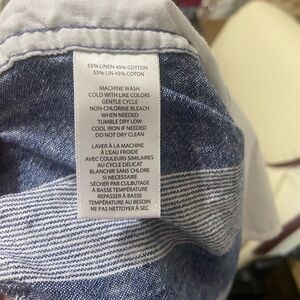 55% LINEN 45% COTTON
55% LIN 45% COTON
MACHINE WASH
COLD WITH LIKE COLORS
GENTLE CYCLE
NON-CHLORINE BLEACH
WHEN NEEDED
TUMBLE DRY LOW
COOL IRON IF NEEDED
DO NOT DRY CLEAN
LAVER À LA MACHINE
À L'EAU FROIDE
AVEC COULEURS SIMILAIRES
AU CYCLE DÉLICAT
BLANCHIR SANS CHLORE
SI NECESSAIRE
SÉCHER PAR CULBUTAGE
À BASSE TEMPÉRATURE
REPASSER À BASSE
TEMPÉRATURE AU BESOIN
NE PAS NETTOYER À SEC